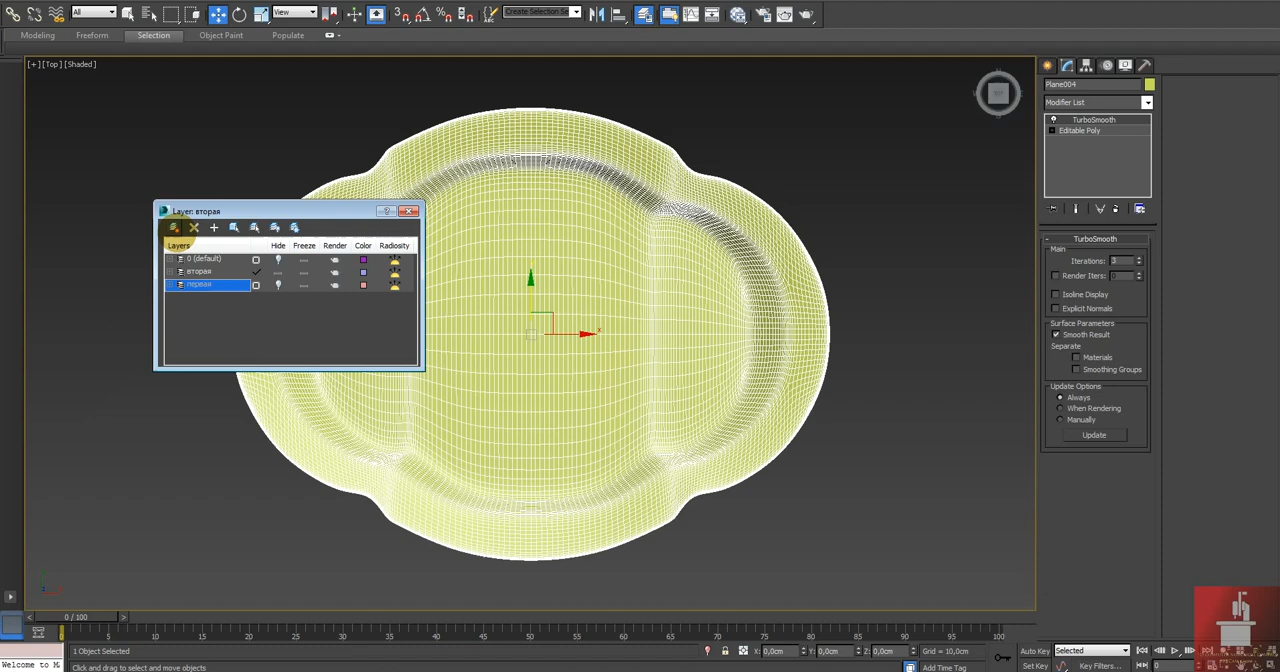 All
View
Create Selection Se
Modeling
Freeform
Selection
Object Paint
Populate
[+] [Top] [Shaded]
Plane004
Modifier List
TurboSmooth
Editable Poly
Layer: вторая
?
Layers
Hide
Freeze
Render
Color
Radiosity
0 (default)
вторая
первая
x
TurboSmooth
Main
Iterations: 3
Render Iters: 0
Isoline Display
Explicit Normals
Surface Parameters
Smooth Result
Separate
Materials
Smoothing Groups
Update Options
Always
When Rendering
Manually
Update
0 / 100
0 5 10 15 20 25 30 35 40 45 50 55 60 65 70 75 80 85 90 95 100
1 Object Selected
X: 0,0cm Y: 0,0cm Z: 0,0cm Grid = 10,0cm
Auto Key
Selected
Welcome to M
Click and drag to select and move objects
Add Time Tag
Set Key
Key Filters...
0